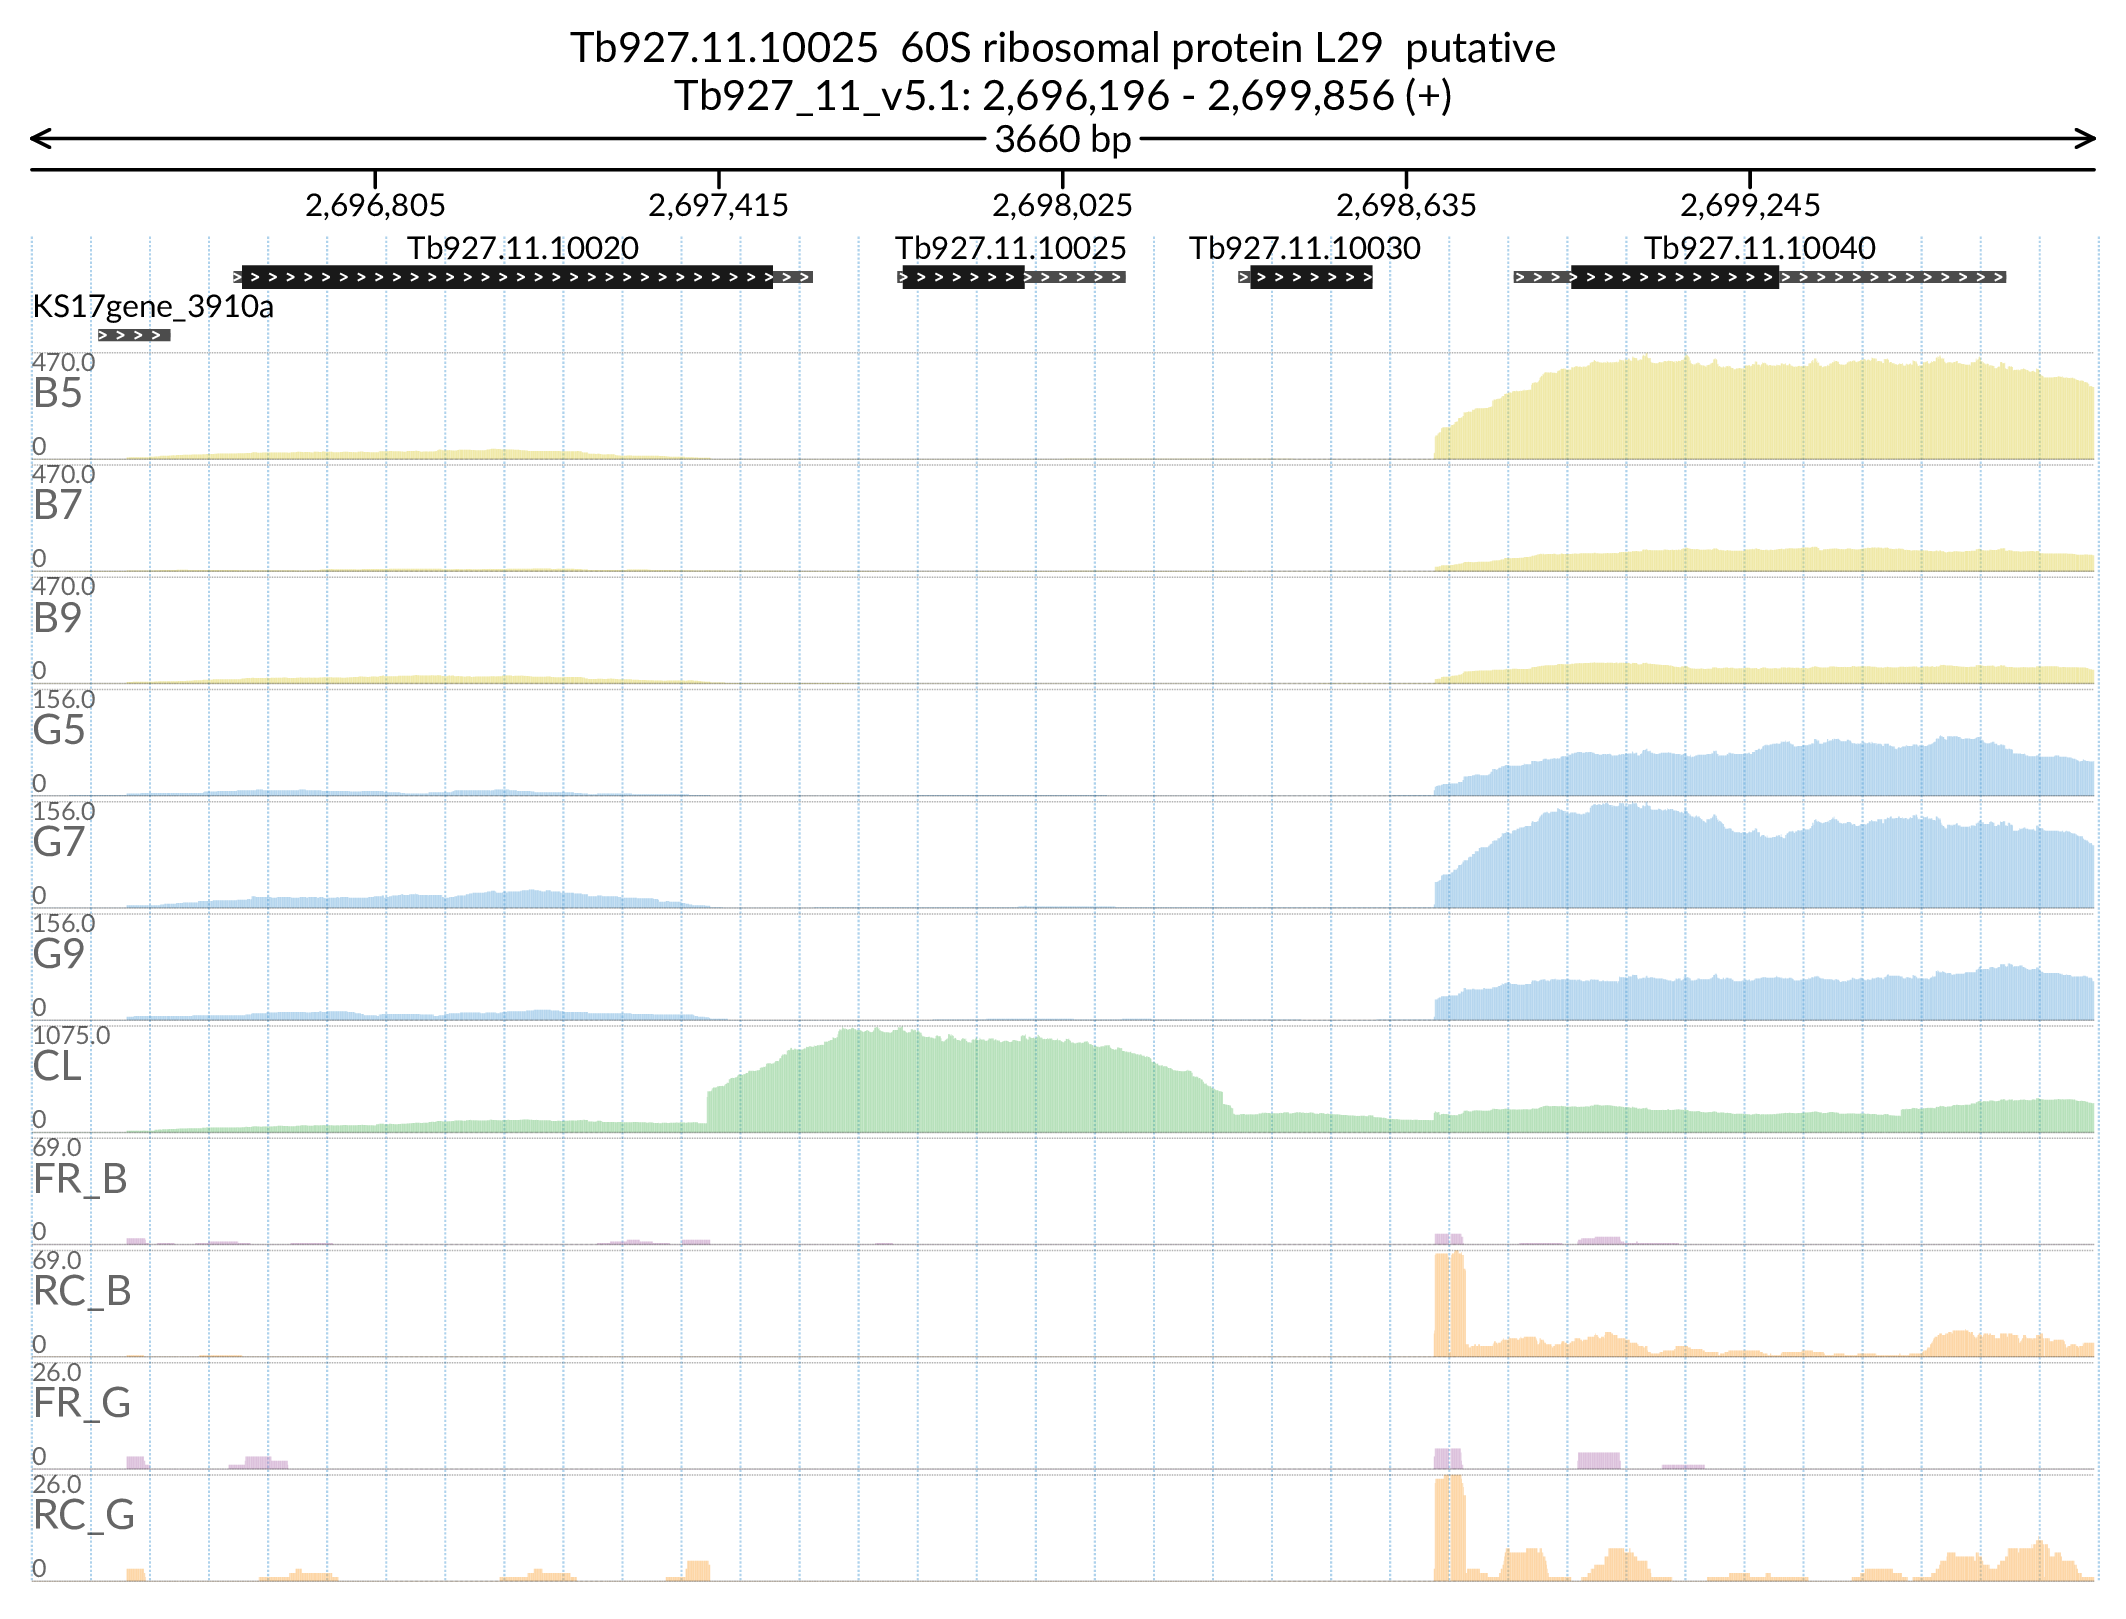 Tb927.11.10025 60S ribosomal protein L29 putative
Tb927_11_v5.1: 2,696,196 - 2,699,856 (+)
3660 bp
2,696,805 2,697,415 2,698,025 2,698,635 2,699,245
Tb927.11.10020 Tb927.11.10025 Tb927.11.10030 Tb927.11.10040
KS17gene_3910a
470.0
B5
0
470.0
B7
0
470.0
B9
0
156.0
G5
0
156.0
G7
0
156.0
G9
0
1075.0
CL
0
69.0
FR_B
0
69.0
RC_B
0
26.0
FR_G
0
26.0
RC_G
0